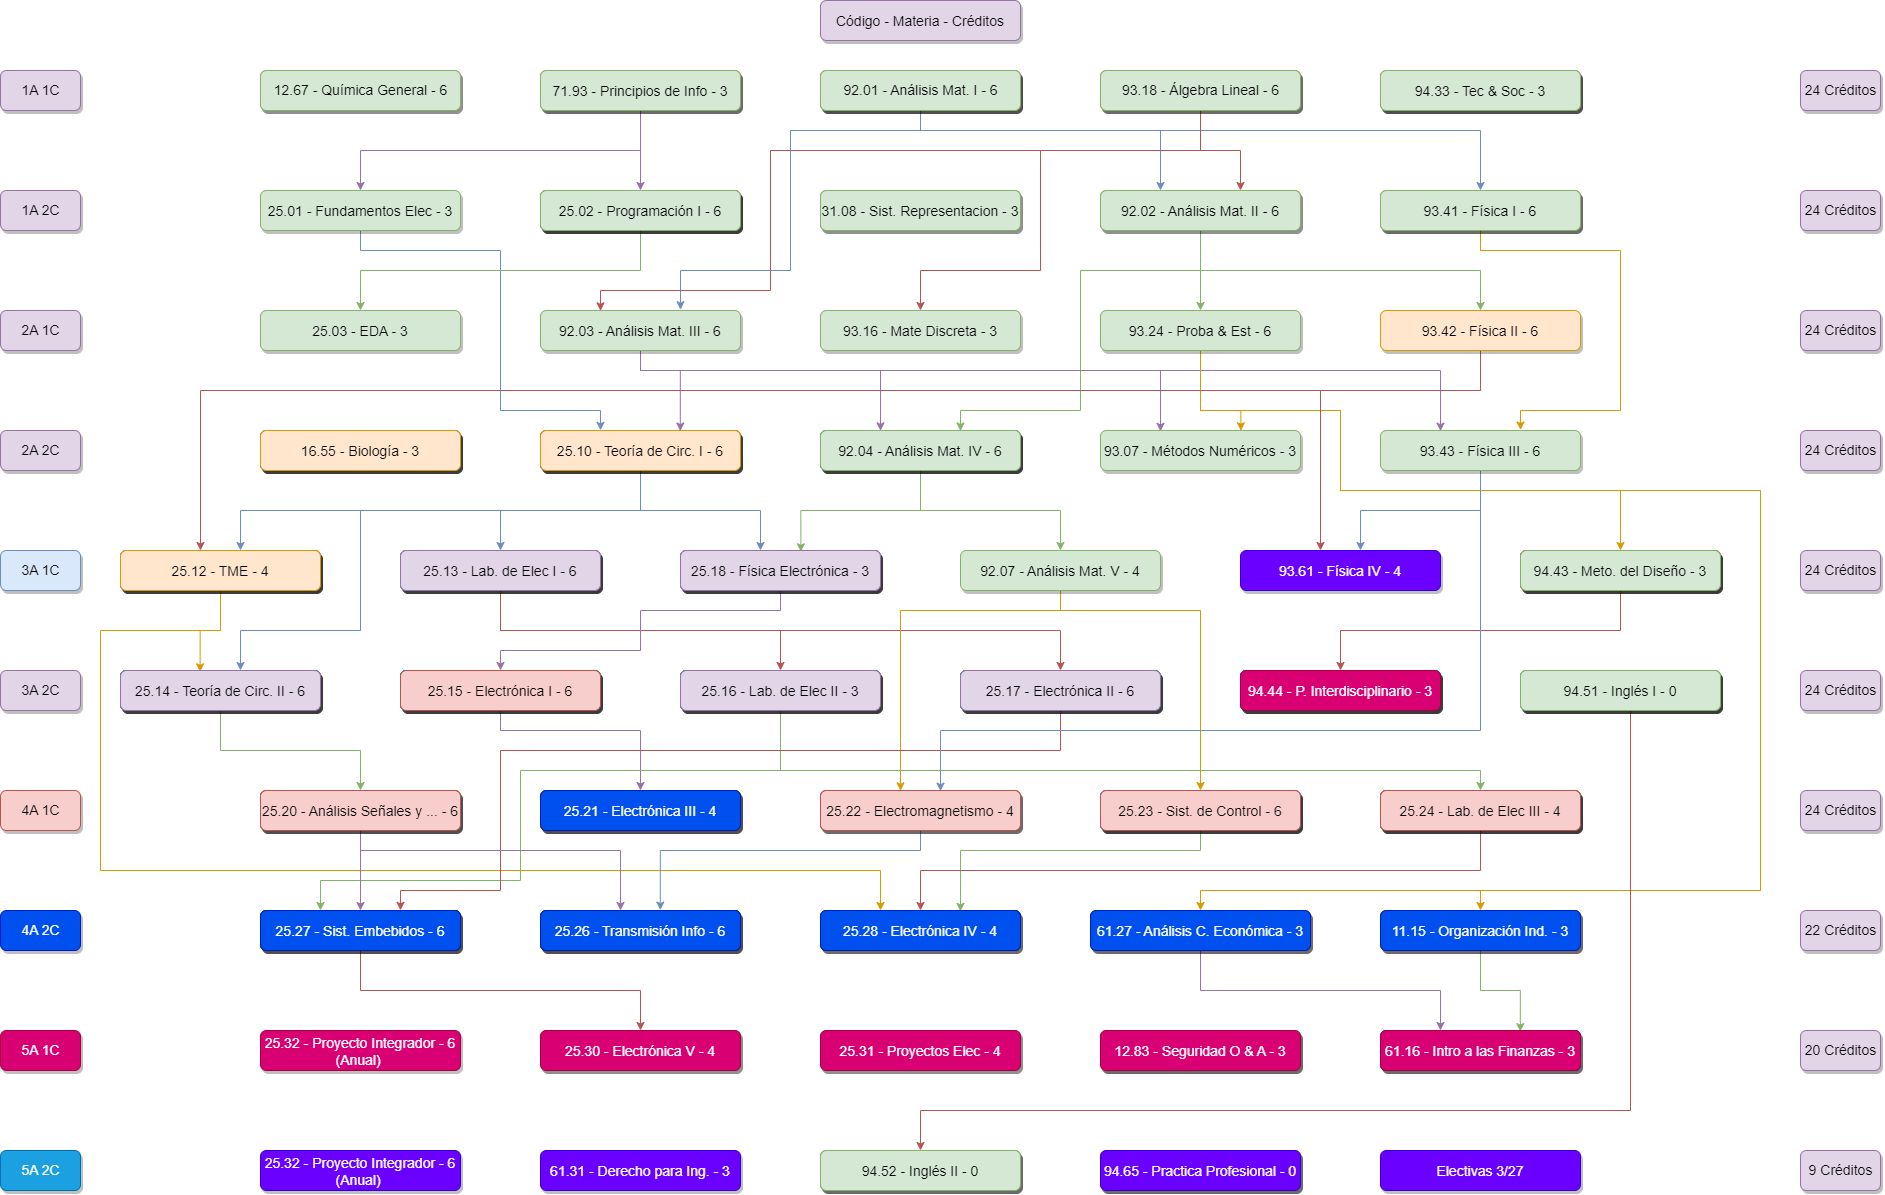 Código - Materia - Créditos
1A 1C
12.67 - Química General - 6
71.93 - Principios de Info - 3
92.01 - Análisis Mat. I - 6
93.18 - Álgebra Lineal - 6
94.33 - Tec & Soc - 3
24 Créditos
1A 2C
25.01 - Fundamentos Elec - 3
25.02 - Programación I - 6
31.08 - Sist. Representacion - 3
92.02 - Análisis Mat. II - 6
93.41 - Física I - 6
24 Créditos
2A 1C
25.03 - EDA - 3
92.03 - Análisis Mat. III - 6
93.16 - Mate Discreta - 3
93.24 - Proba & Est - 6
93.42 - Física II - 6
24 Créditos
2A 2C
16.55 - Biología - 3
25.10 - Teoría de Circ. I - 6
92.04 - Análisis Mat. IV - 6
93.07 - Métodos Numéricos - 3
93.43 - Física III - 6
24 Créditos
3A 1C
25.12 - TME - 4
25.13 - Lab. de Elec I - 6
25.18 - Física Electrónica - 3
92.07 - Análisis Mat. V - 4
93.61 - Física IV - 4
94.43 - Meto. del Diseño - 3
24 Créditos
3A 2C
25.14 - Teoría de Circ. II - 6
25.15 - Electrónica I - 6
25.16 - Lab. de Elec II - 3
25.17 - Electrónica II - 6
94.44 - P. Interdisciplinario - 3
94.51 - Inglés I - 0
24 Créditos
4A 1C
25.20 - Análisis Señales y ... - 6
25.21 - Electrónica III - 4
25.22 - Electromagnetismo - 4
25.23 - Sist. de Control - 6
25.24 - Lab. de Elec III - 4
24 Créditos
4A 2C
25.27 - Sist. Embebidos - 6
25.26 - Transmisión Info - 6
25.28 - Electrónica IV - 4
61.27 - Análisis C. Económica - 3
11.15 - Organización Ind. - 3
22 Créditos
5A 1C
25.32 - Proyecto Integrador - 6
(Anual)
25.30 - Electrónica V - 4
25.31 - Proyectos Elec - 4
12.83 - Seguridad O & A - 3
61.16 - Intro a las Finanzas - 3
20 Créditos
5A 2C
25.32 - Proyecto Integrador - 6
(Anual)
61.31 - Derecho para Ing. - 3
94.52 - Inglés II - 0
94.65 - Practica Profesional - 0
Electivas 3/27
9 Créditos